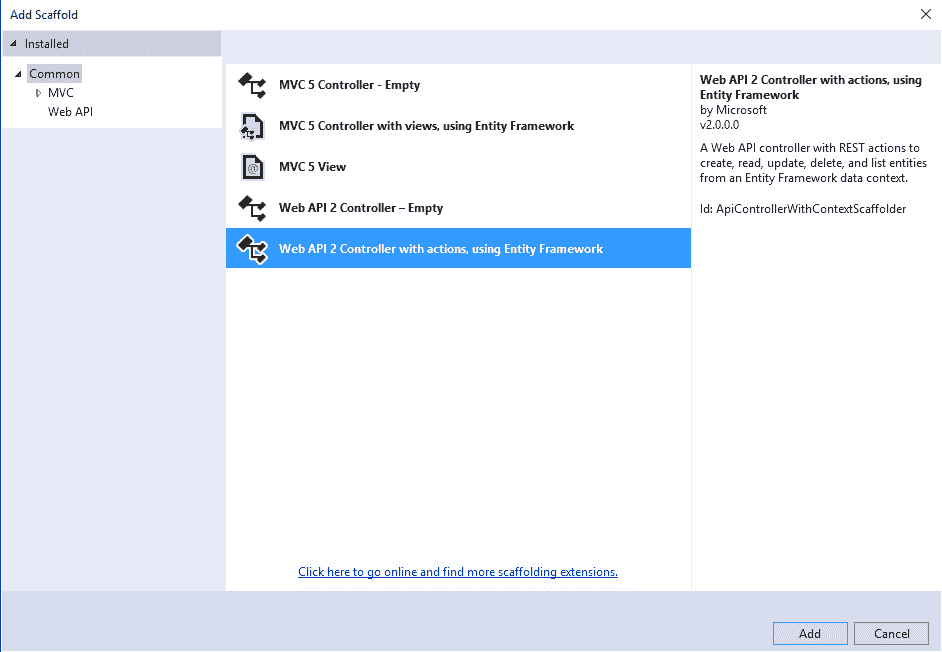 Add Scaffold
Installed
Common
MVC
Web API
MVC 5 Controller - Empty
MVC 5 Controller with views, using Entity Framework
MVC 5 View
Web API 2 Controller – Empty
Web API 2 Controller with actions, using Entity Framework
Click here to go online and find more scaffolding extensions.
Web API 2 Controller with actions, using
Entity Framework
by Microsoft
v2.0.0.0
A Web API controller with REST actions to
create, read, update, delete, and list entities
from an Entity Framework data context.
Id: ApiControllerWithContextScaffolder
Add
Cancel